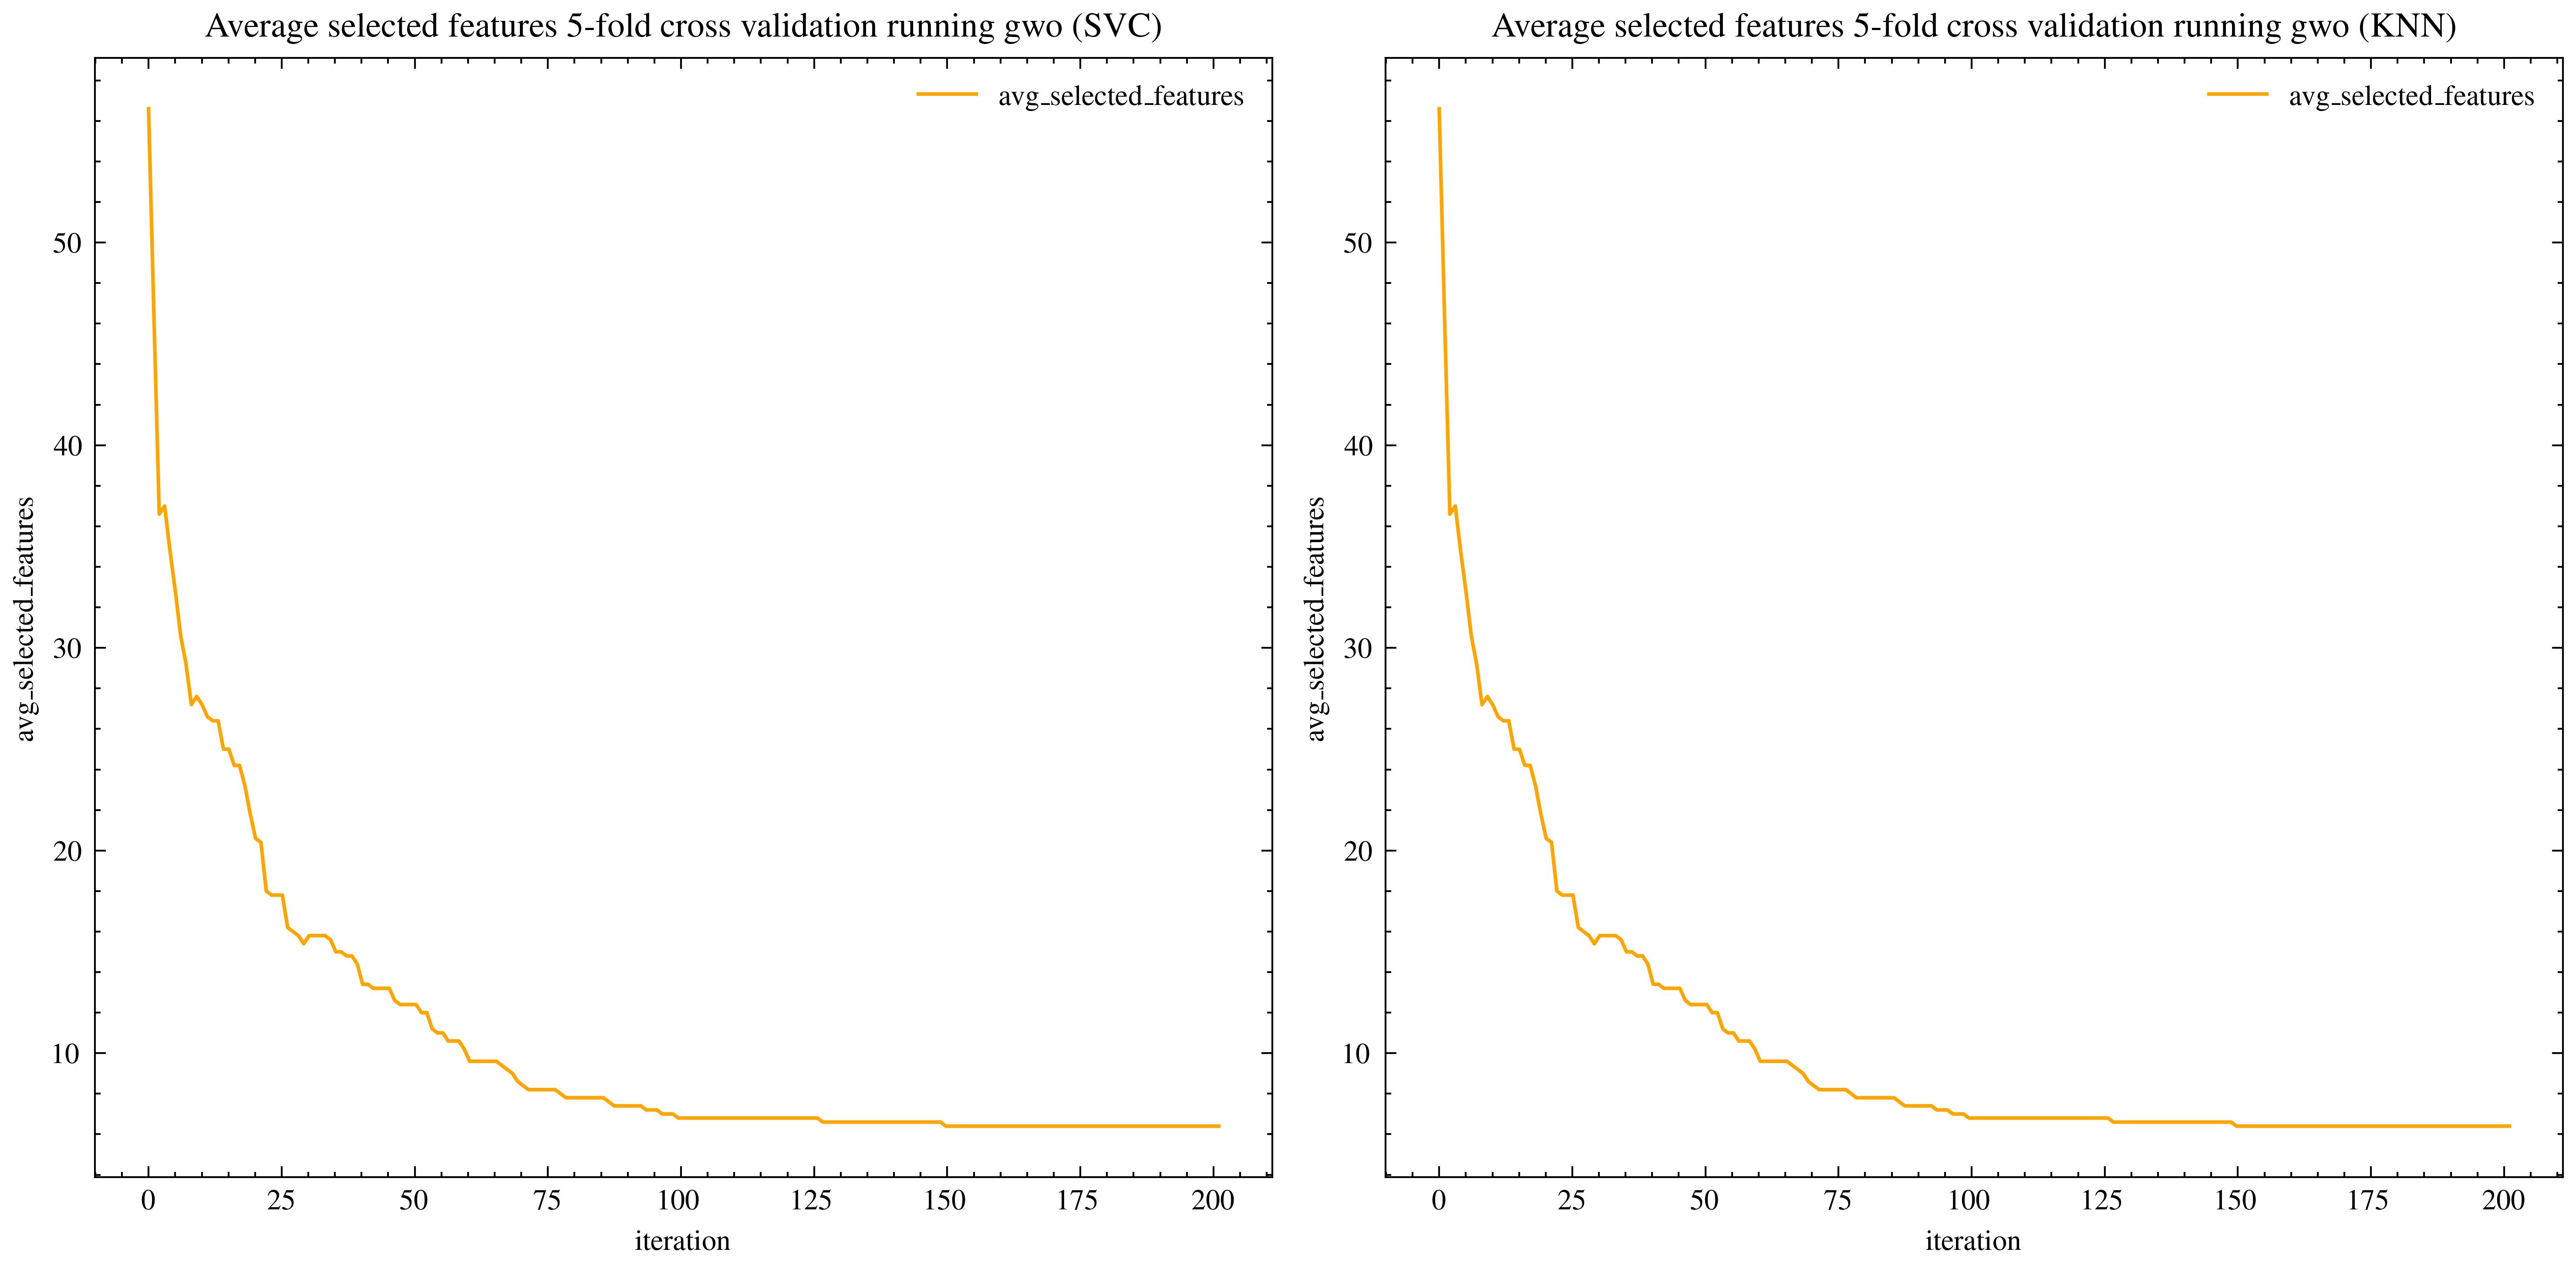 Average selected features 5-fold cross validation running gwo (SVC)
avg_selected_features
50
40
30
20
10
avg_selected_features
0 25 50 75 100 125 150 175 200
iteration
Average selected features 5-fold cross validation running gwo (KNN)
avg_selected_features
50
40
30
20
10
avg_selected_features
0 25 50 75 100 125 150 175 200
iteration